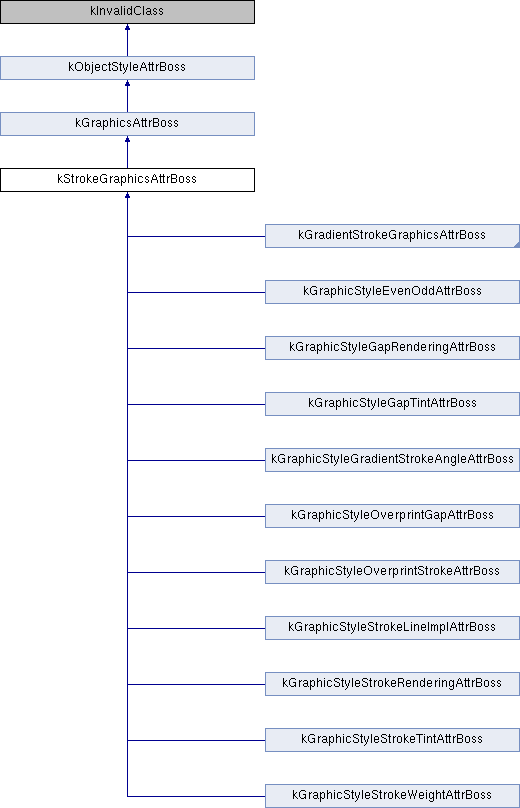 kInvalidClass
kObjectStyleAttrBoss
kGraphicsAttrBoss
kStrokeGraphicsAttrBoss
kGradientStrokeGraphicsAttrBoss
kGraphicStyleEvenOddAttrBoss
kGraphicStyleGapRenderingAttrBoss
kGraphicStyleGapTintAttrBoss
kGraphicStyleGradientStrokeAngleAttrBoss
kGraphicStyleOverprintGapAttrBoss
kGraphicStyleOverprintStrokeAttrBoss
kGraphicStyleStrokeLineImplAttrBoss
kGraphicStyleStrokeRenderingAttrBoss
kGraphicStyleStrokeTintAttrBoss
kGraphicStyleStrokeWeightAttrBoss